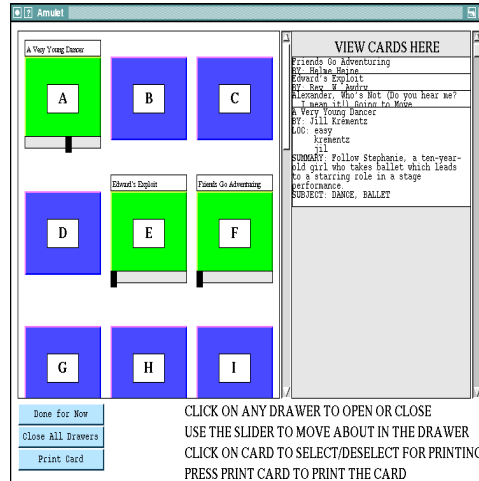 Amulet
A Very Young Dancer
A
B
C
D
Edward's Exploit
E
Friends Go Adventuring
F
G
H
I
VIEW CARDS HERE
Friends Go Adventuring
BY: Helme Heine
Edward's Exploit
BY: Rev. W. Awdry
Alexander, Who's Not (Do you hear me?
I mean it!) Going to Move
A Very Young Dancer
BY: Jill Krementz
LOC: easy
krementz
jil
SUMMARY: Follow Stephanie, a ten-year-
old girl who takes ballet which leads
to a starring role in a stage
performance.
SUBJECT: DANCE, BALLET
Done for Now
Close All Drawers
Print Card
CLICK ON ANY DRAWER TO OPEN OR CLOSE
USE THE SLIDER TO MOVE ABOUT IN THE DRAWER
CLICK ON CARD TO SELECT/DESELECT FOR PRINTING
PRESS PRINT CARD TO PRINT THE CARD